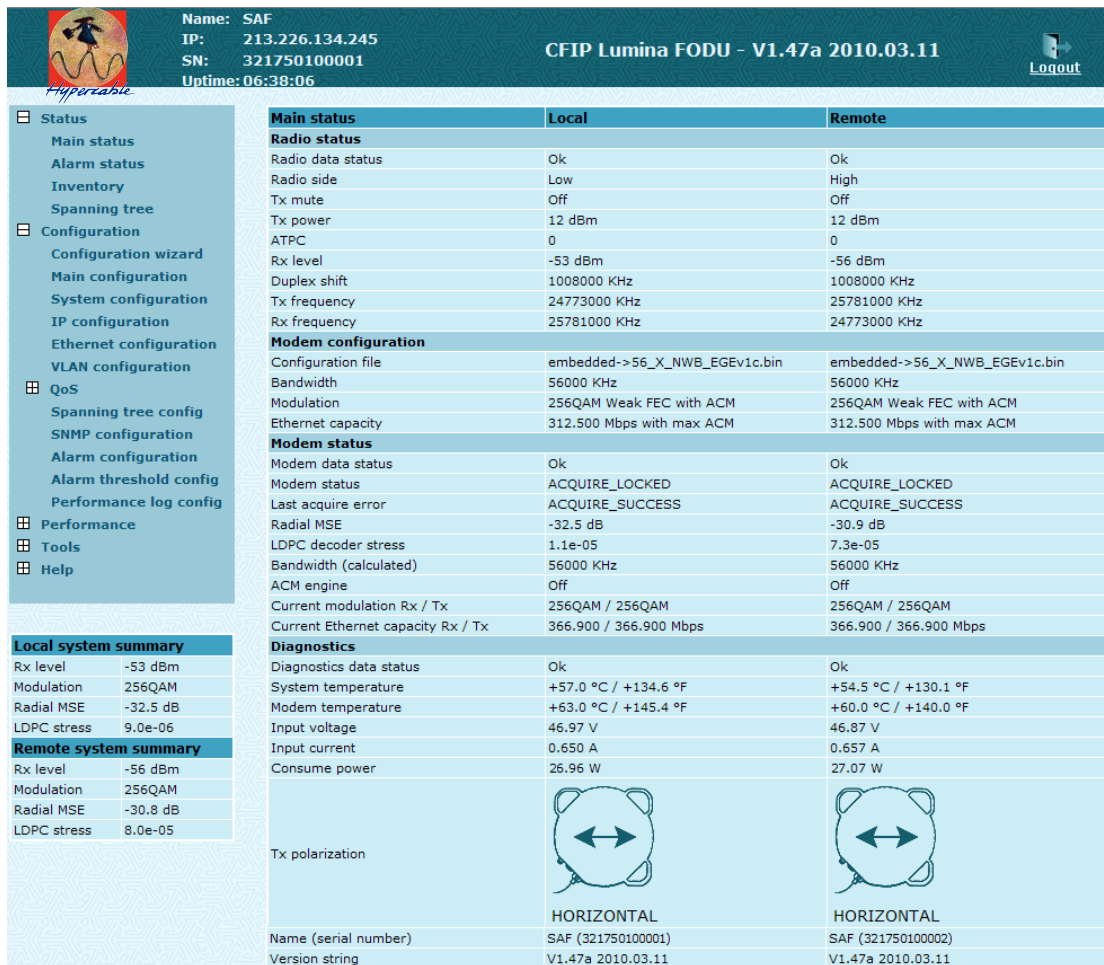 Hypercable
Name: SAF
IP: 213.226.134.245
SN: 321750100001
Uptime: 06:38:06
CFIP Lumina FODU - V1.47a 2010.03.11
Logout
Status
Main status
Alarm status
Inventory
Spanning tree
Configuration
Configuration wizard
Main configuration
System configuration
IP configuration
Ethernet configuration
VLAN configuration
QoS
Spanning tree config
SNMP configuration
Alarm configuration
Alarm threshold config
Performance log config
Performance
Tools
Help
Local system summary
Rx level -53 dBm
Modulation 256QAM
Radial MSE -32.5 dB
LDPC stress 9.0e-06
Remote system summary
Rx level -56 dBm
Modulation 256QAM
Radial MSE -30.8 dB
LDPC stress 8.0e-05
Main status Local Remote
Radio status
Radio data status Ok Ok
Radio side Low High
Tx mute Off Off
Tx power 12 dBm 12 dBm
ATPC 0 0
Rx level -53 dBm -56 dBm
Duplex shift 1008000 KHz 1008000 KHz
Tx frequency 24773000 KHz 25781000 KHz
Rx frequency 25781000 KHz 24773000 KHz
Modem configuration
Configuration file embedded->56_X_NWB_EGEv1c.bin embedded->56_X_NWB_EGEv1c.bin
Bandwidth 56000 KHz 56000 KHz
Modulation 256QAM Weak FEC with ACM 256QAM Weak FEC with ACM
Ethernet capacity 312.500 Mbps with max ACM 312.500 Mbps with max ACM
Modem status
Modem data status Ok Ok
Modem status ACQUIRE_LOCKED ACQUIRE_LOCKED
Last acquire error ACQUIRE_SUCCESS ACQUIRE_SUCCESS
Radial MSE -32.5 dB -30.9 dB
LDPC decoder stress 1.1e-05 7.3e-05
Bandwidth (calculated) 56000 KHz 56000 KHz
ACM engine Off Off
Current modulation Rx / Tx 256QAM / 256QAM 256QAM / 256QAM
Current Ethernet capacity Rx / Tx 366.900 / 366.900 Mbps 366.900 / 366.900 Mbps
Diagnostics
Diagnostics data status Ok Ok
System temperature +57.0 °C / +134.6 °F +54.5 °C / +130.1 °F
Modem temperature +63.0 °C / +145.4 °F +60.0 °C / +140.0 °F
Input voltage 46.97 V 46.87 V
Input current 0.650 A 0.657 A
Consume power 26.96 W 27.07 W
Tx polarization HORIZONTAL HORIZONTAL
Name (serial number) SAF (321750100001) SAF (321750100002)
Version string V1.47a 2010.03.11 V1.47a 2010.03.11